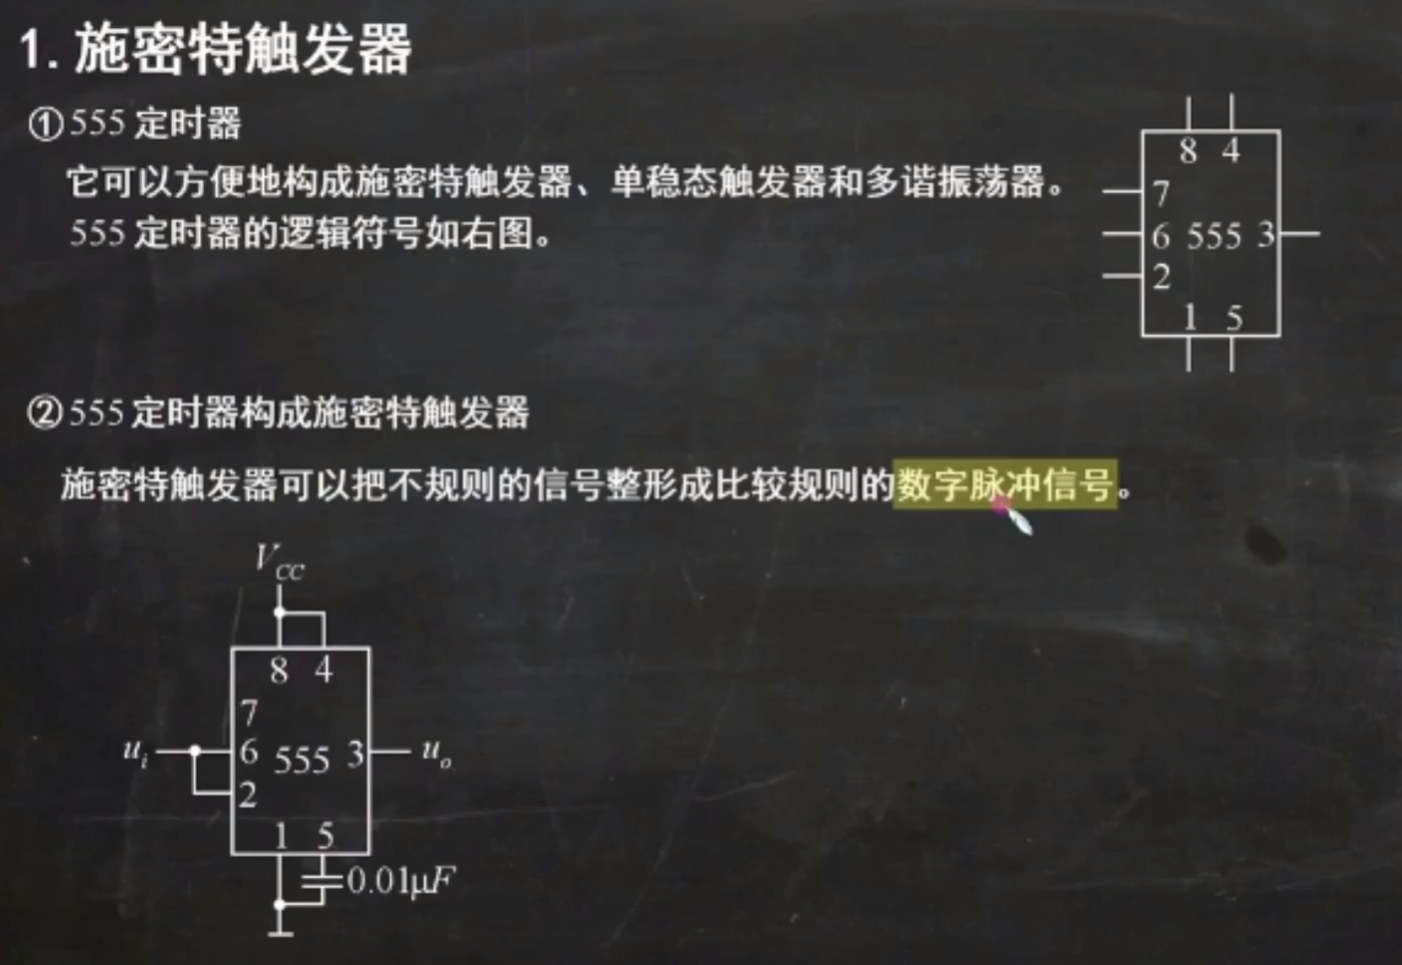 1. 施密特触发器
①555 定时器
它可以方便地构成施密特触发器、单稳态触发器和多谐振荡器。
555 定时器的逻辑符号如右图。
8 4
7
6 555 3
2
1 5
②555 定时器构成施密特触发器
施密特触发器可以把不规则的信号整形成比较规则的数字脉冲信号。
V_CC
8 4
7
u_i 6 555 3 u_o
2
1 5
0.01μF